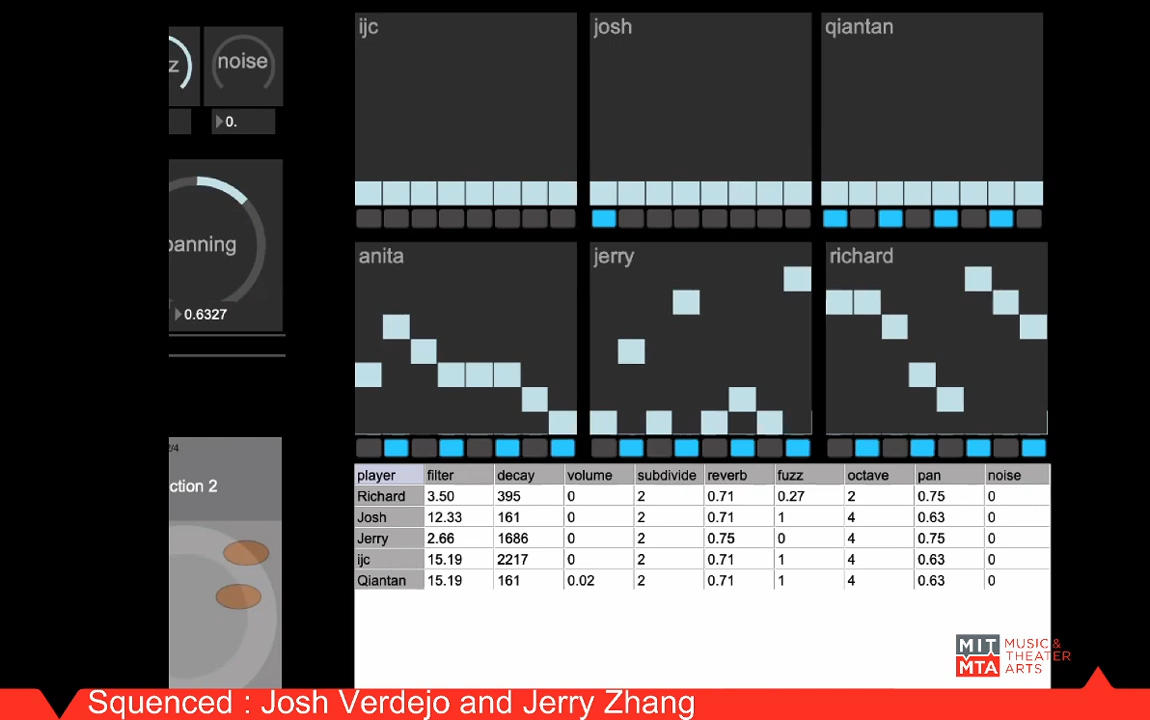 ijc josh qiantan
z noise
0.
anita jerry richard
panning
0.6327
2/4
ction 2
player filter decay volume subdivide reverb fuzz octave pan noise
Richard 3.50 395 0 2 0.71 0.27 2 0.75 0
Josh 12.33 161 0 2 0.71 1 4 0.63 0
Jerry 2.66 1686 0 2 0.75 0 4 0.75 0
ijc 15.19 2217 0 2 0.71 1 4 0.63 0
Qiantan 15.19 161 0.02 2 0.71 1 4 0.63 0
MIT MUSIC &
MTA THEATER
ARTS
Squenced : Josh Verdejo and Jerry Zhang